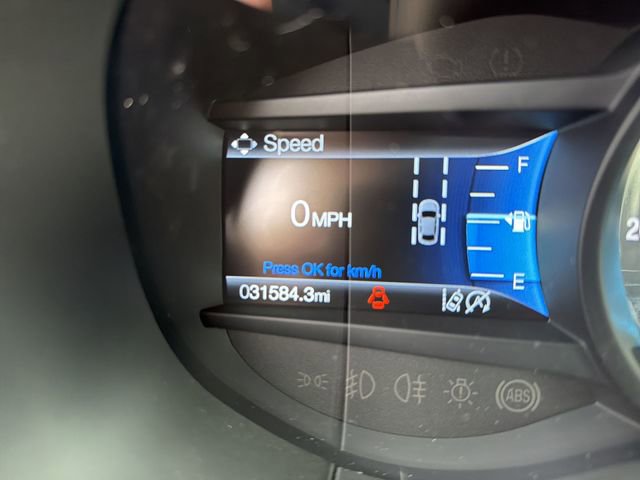 Speed
F
0MPH
Press OK for km/h
E
031584.3mi
ABS